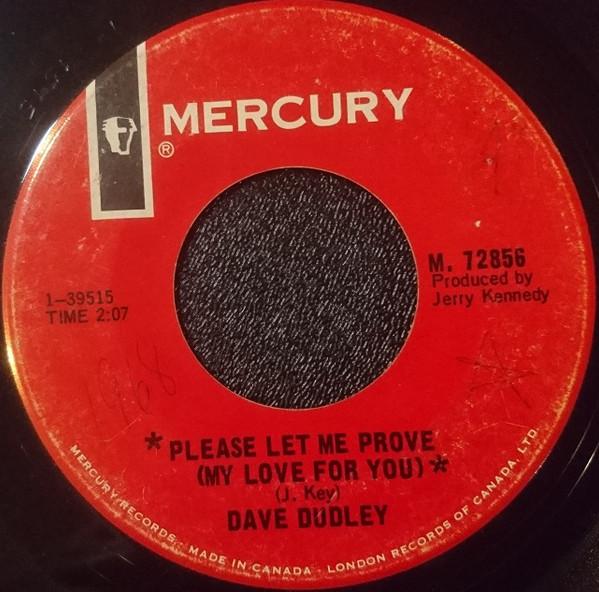 MERCURY
®
M. 72856
Produced by
Jerry Kennedy
1-39515
TIME 2:07
1968
*PLEASE LET ME PROVE
(MY LOVE FOR YOU)*
(J. Key)
DAVE DUDLEY
MERCURY RECORDS - MADE IN CANADA - LONDON RECORDS OF CANADA, LTD.